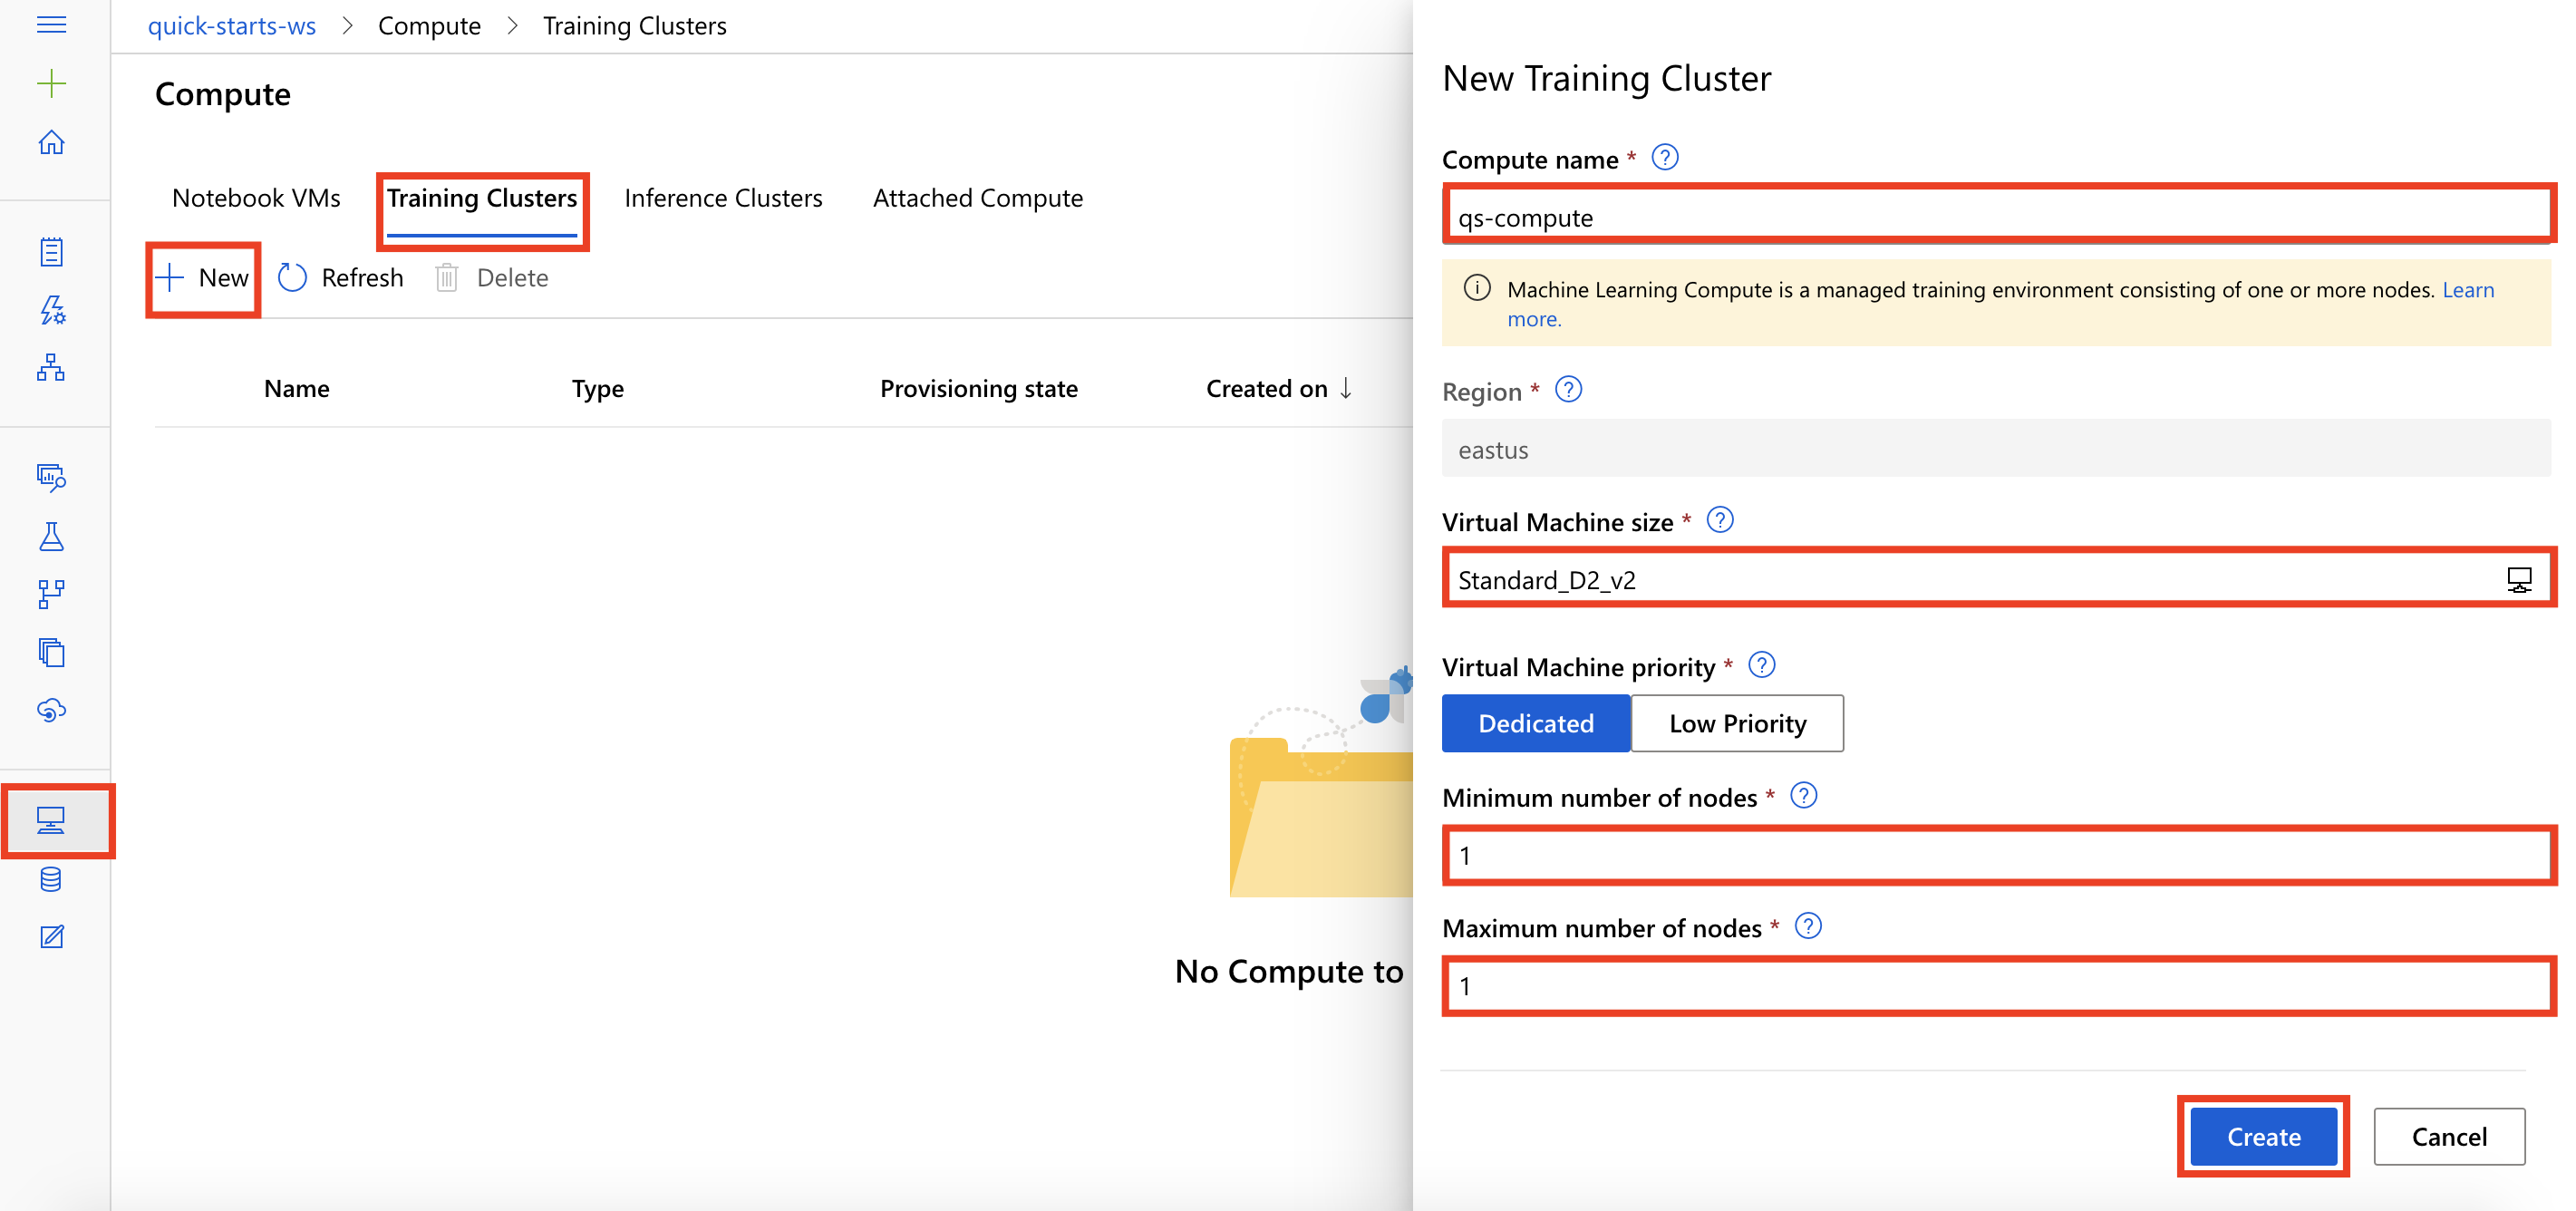 quick-starts-ws > Compute > Training Clusters
Compute
Notebook VMs Training Clusters Inference Clusters Attached Compute
New Refresh Delete
Name Type Provisioning state Created on ↓
No Compute to
New Training Cluster
Compute name *
qs-compute
Machine Learning Compute is a managed training environment consisting of one or more nodes. Learn
more.
Region *
eastus
Virtual Machine size *
Standard_D2_v2
Virtual Machine priority *
Dedicated Low Priority
Minimum number of nodes *
1
Maximum number of nodes *
1
Create Cancel